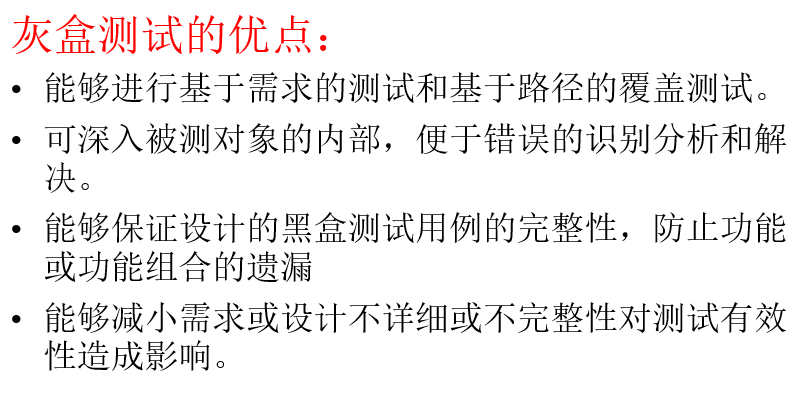 灰盒测试的优点：
• 能够进行基于需求的测试和基于路径的覆盖测试。
• 可深入被测对象的内部，便于错误的识别分析和解
决。
• 能够保证设计的黑盒测试用例的完整性，防止功能
或功能组合的遗漏
• 能够减小需求或设计不详细或不完整性对测试有效
性造成影响。